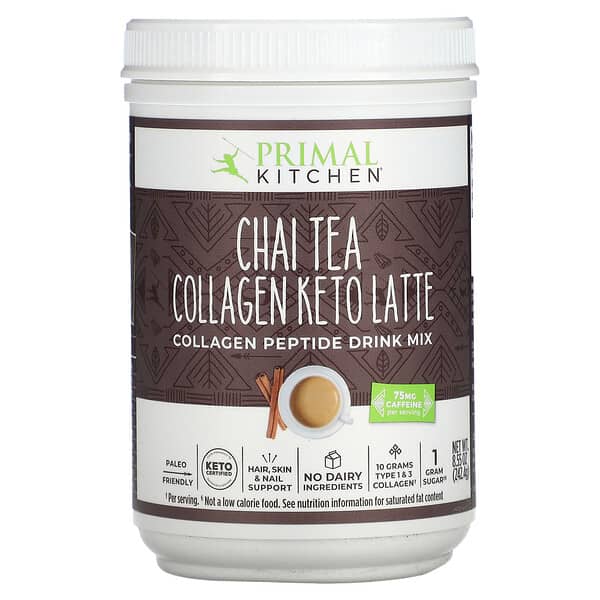 PRIMAL
KITCHEN®
CHAI TEA
COLLAGEN KETO LATTE
COLLAGEN PEPTIDE DRINK MIX
75MG
CAFFEINE
per serving
PALEO
FRIENDLY
KETO
CERTIFIED
HAIR, SKIN
& NAIL
SUPPORT
NO DAIRY
INGREDIENTS
10 GRAMS
TYPE 1 & 3
COLLAGEN†
1
GRAM
SUGAR†§
NET WT.
8.55 OZ
(242.4g)
† Per serving. § Not a low calorie food. See nutrition information for saturated fat content